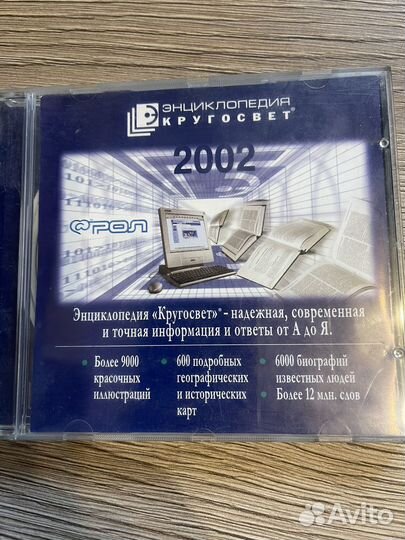 ЭНЦИКЛОПЕДИЯ
КРУГОСВЕТ®
2002
@РОЛ
Энциклопедия «Кругосвет»® - надежная, современная
и точная информация и ответы от А до Я.
• Более 9000
красочных
иллюстраций
• 600 подробных
географических
и исторических
карт
• 6000 биографий
известных людей
• Более 12 млн. слов
Avito